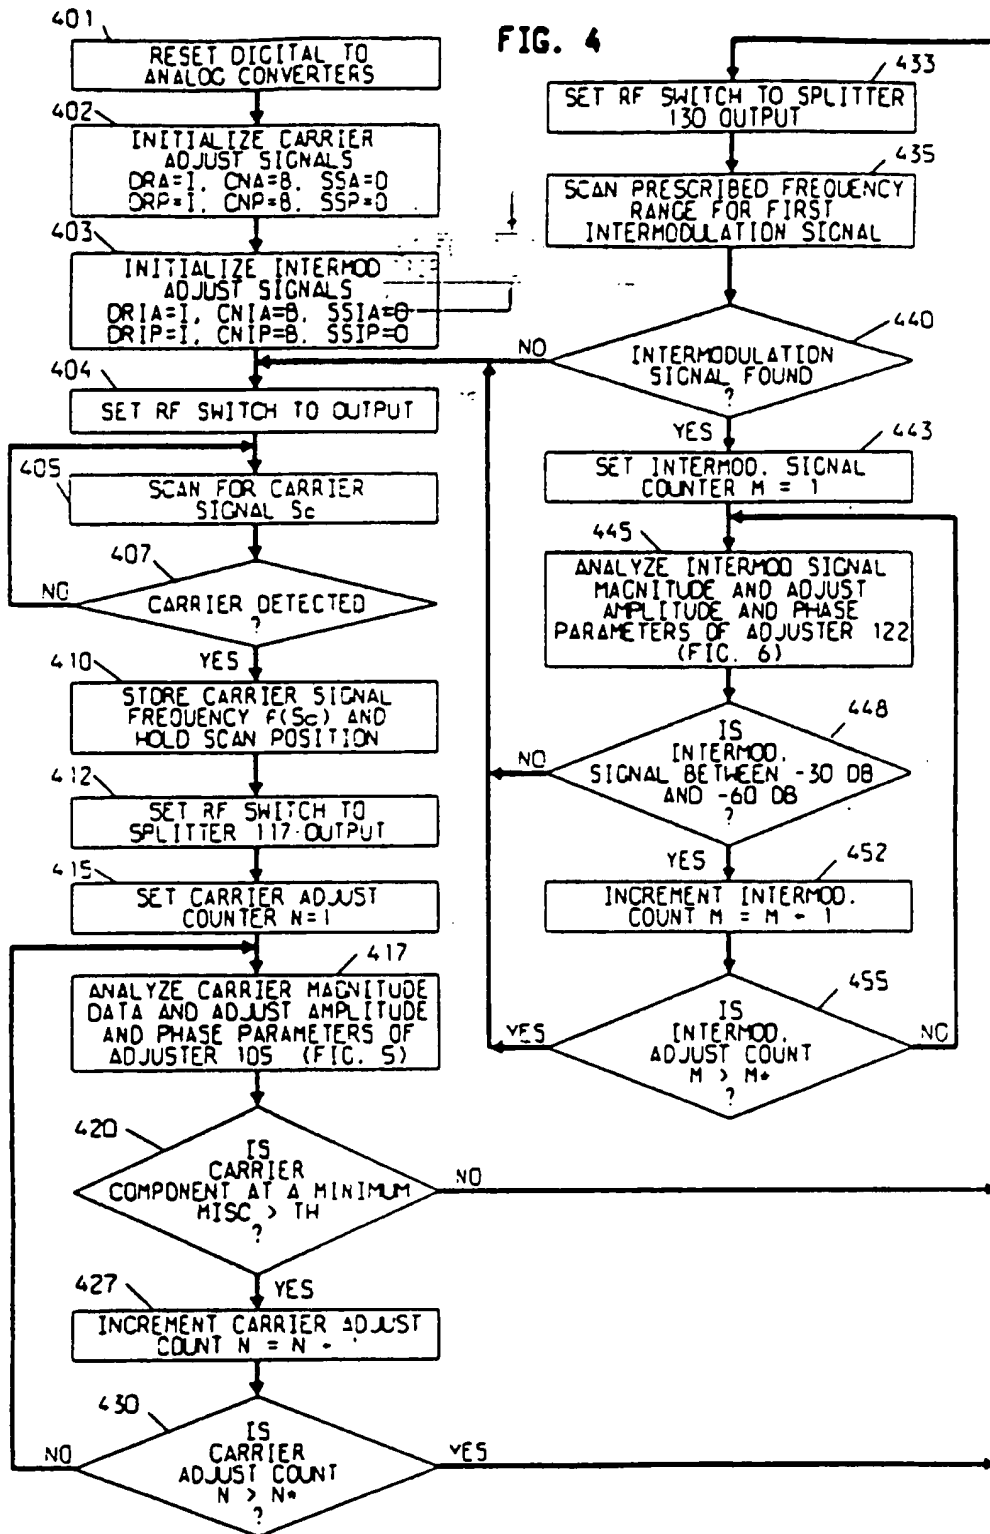 FIG. 4
401
RESET DIGITAL TO
ANALOG CONVERTERS
402
INITIALIZE CARRIER
ADJUST SIGNALS
DRA=I, CNA=B, SSA=0
DRP=I, CNP=B, SSP=0
403
INITIALIZE INTERMOD
ADJUST SIGNALS
DRIA=I, CNIA=B, SSIA=0
DRIP=I, CNIP=B, SSIP=0
404
SET RF SWITCH TO OUTPUT
405
SCAN FOR CARRIER
SIGNAL Sc
407
NO
CARRIER DETECTED
?
YES
410
STORE CARRIER SIGNAL
FREQUENCY f(Sc) AND
HOLD SCAN POSITION
412
SET RF SWITCH TO
SPLITTER 117 OUTPUT
415
SET CARRIER ADJUST
COUNTER N=1
417
ANALYZE CARRIER MAGNITUDE
DATA AND ADJUST AMPLITUDE
AND PHASE PARAMETERS OF
ADJUSTER 105 (FIG. 5)
420
IS
CARRIER
COMPONENT AT A MINIMUM
MISC > TH
?
NO
YES
427
INCREMENT CARRIER ADJUST
COUNT N = N -
430
IS
CARRIER
ADJUST COUNT
N > N*
?
NO
YES
433
SET RF SWITCH TO SPLITTER
130 OUTPUT
435
SCAN PRESCRIBED FREQUENCY
RANGE FOR FIRST
INTERMODULATION SIGNAL
440
NO
INTERMODULATION
SIGNAL FOUND
?
YES
443
SET INTERMOD. SIGNAL
COUNTER M = 1
445
ANALYZE INTERMOD SIGNAL
MAGNITUDE AND ADJUST
AMPLITUDE AND PHASE
PARAMETERS OF ADJUSTER 122
(FIG. 6)
448
IS
INTERMOD.
SIGNAL BETWEEN -30 DB
AND -60 DB
?
NO
YES
452
INCREMENT INTERMOD.
COUNT M = M - 1
455
IS
INTERMOD.
ADJUST COUNT
M > M*
?
YES
NO